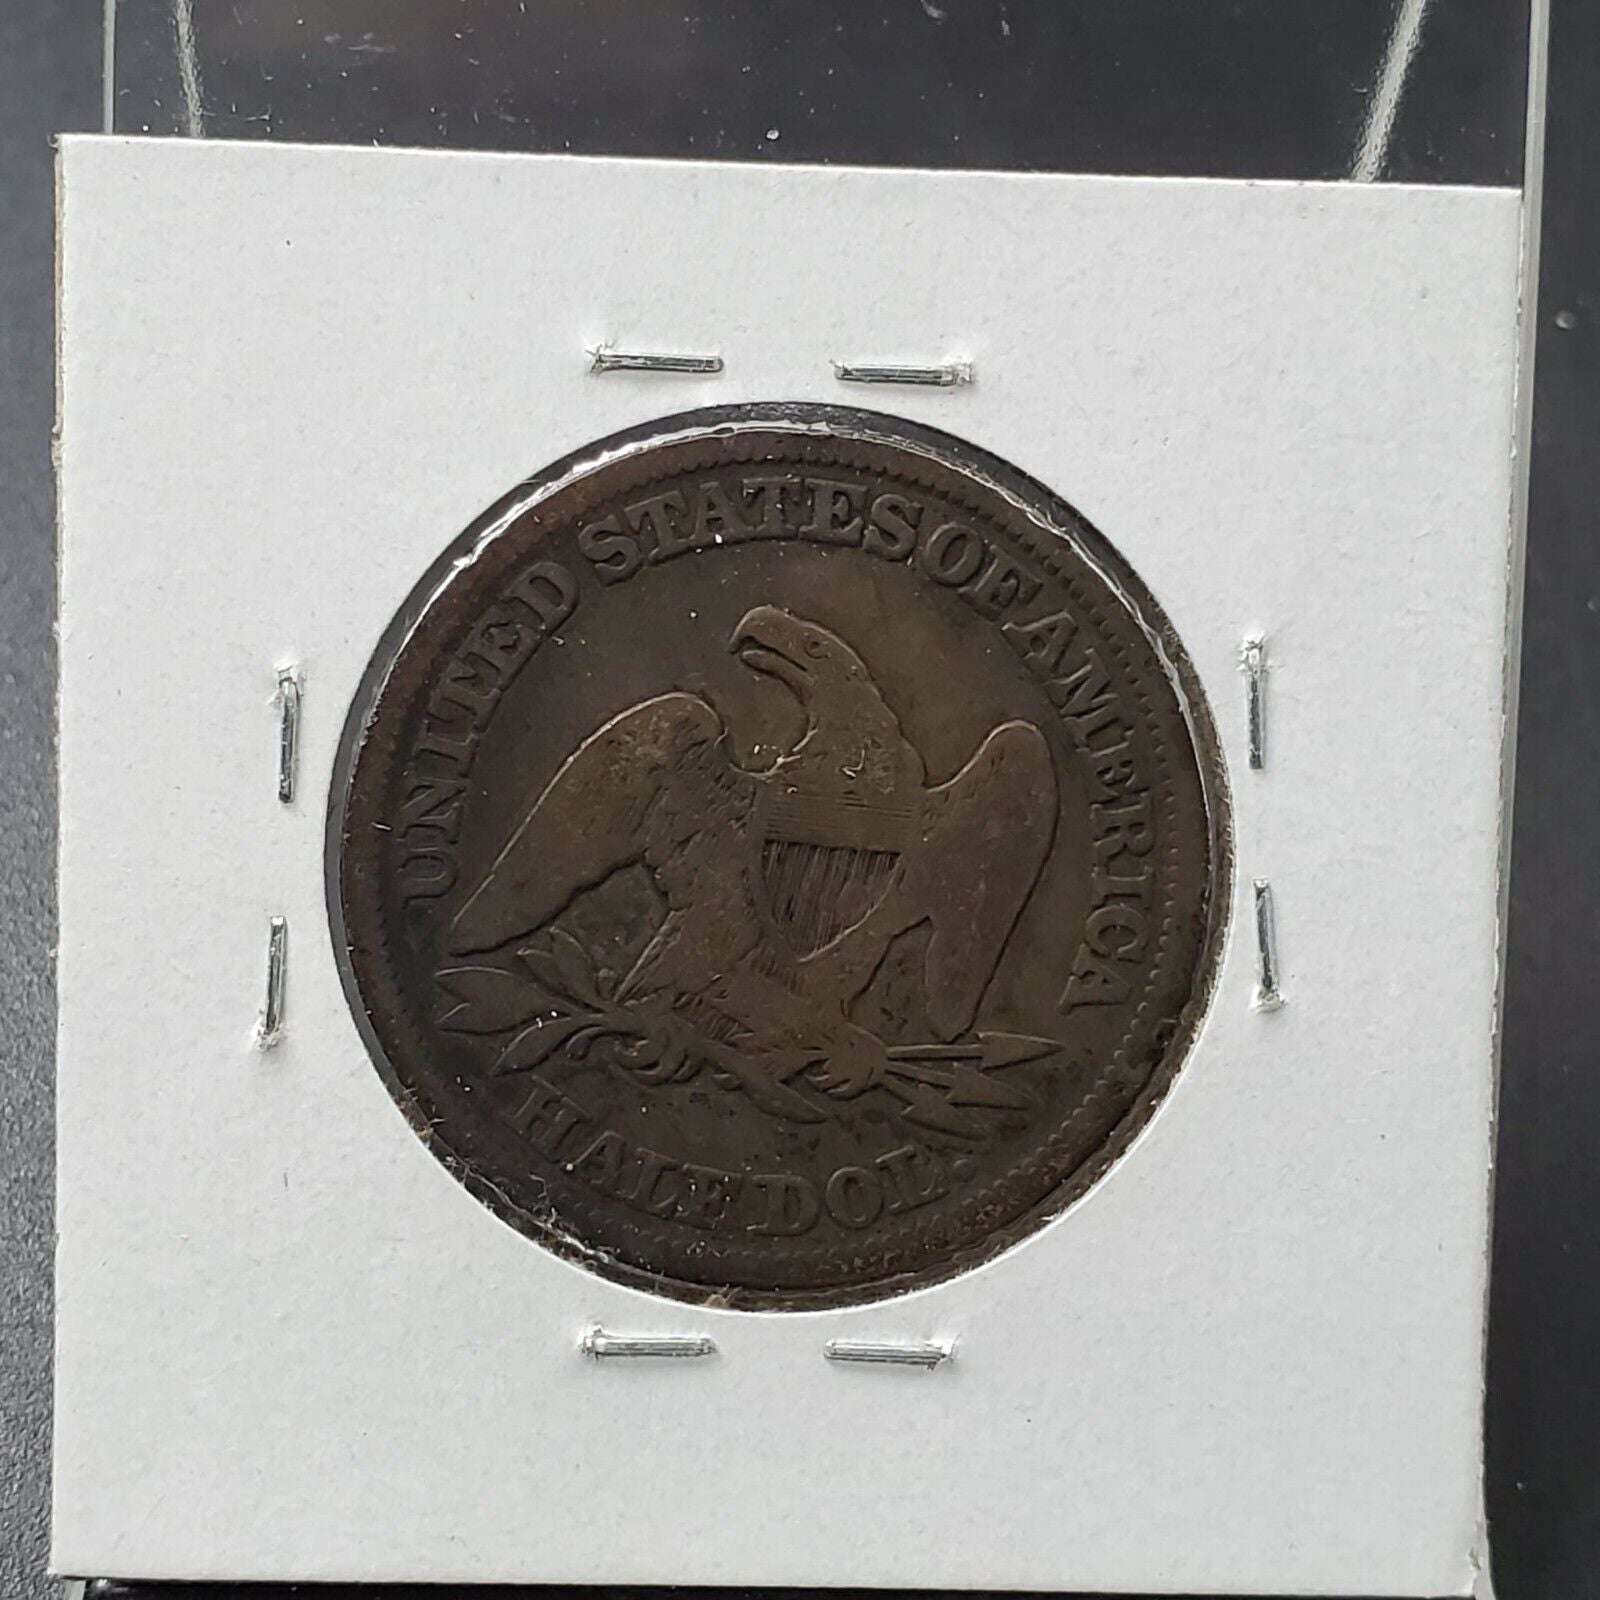 UNITED STATES OF AMERICA
HALF DOL.